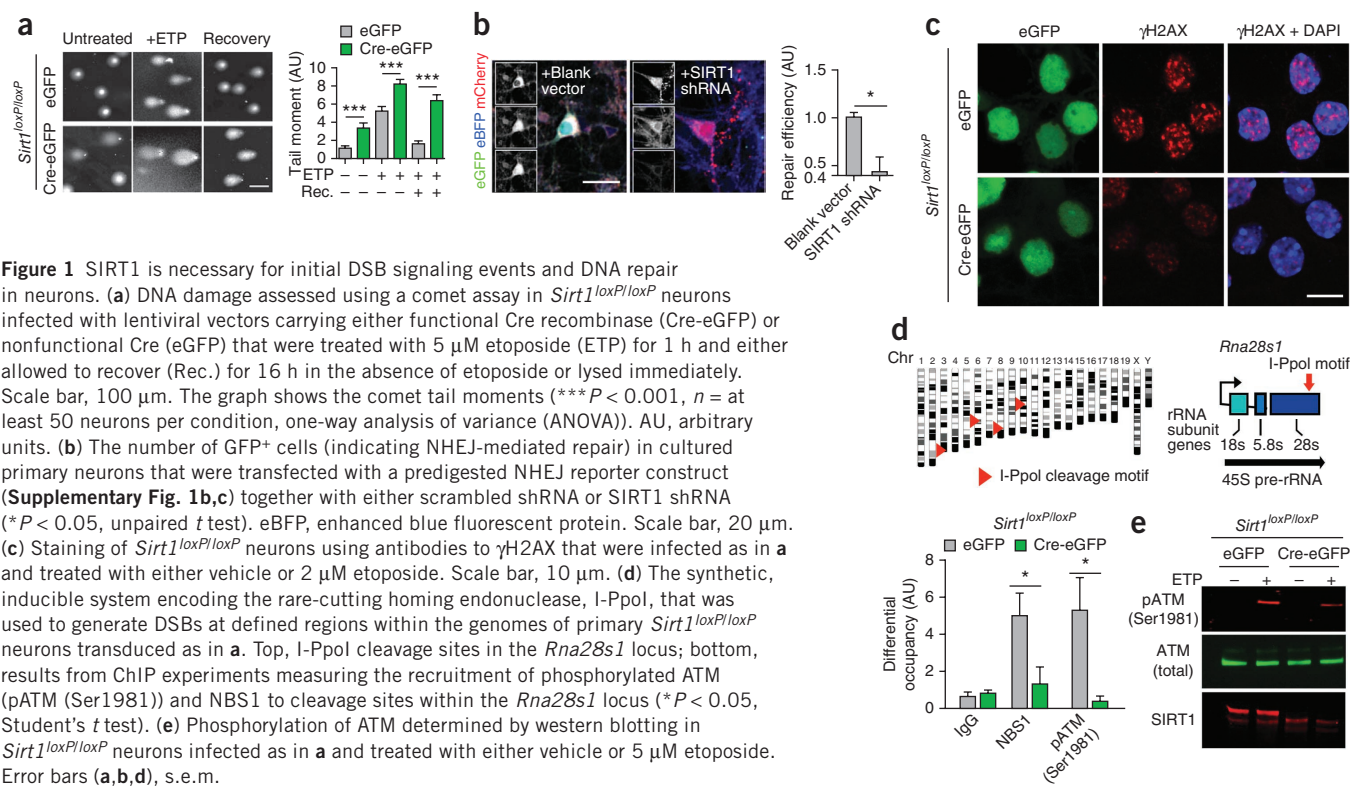 a
Untreated +ETP Recovery
Sirt1loxP/loxP
eGFP
Cre-eGFP
eGFP
Cre-eGFP
Tail moment (AU)
10
8
6
4
2
0
***
***
***
ETP – – + + – –
Rec. – – – – + +
b
eGFP eBFP mCherry
+Blank
vector
+SIRT1
shRNA
Repair efficiency (AU)
1.5
1.0
0.5
0.4
*
Blank vector
SIRT1 shRNA
c
eGFP γH2AX γH2AX + DAPI
Sirt1loxP/loxP
eGFP
Cre-eGFP
Figure 1 SIRT1 is necessary for initial DSB signaling events and DNA repair
in neurons. (a) DNA damage assessed using a comet assay in Sirt1loxP/loxP neurons
infected with lentiviral vectors carrying either functional Cre recombinase (Cre-eGFP) or
nonfunctional Cre (eGFP) that were treated with 5 μM etoposide (ETP) for 1 h and either
allowed to recover (Rec.) for 16 h in the absence of etoposide or lysed immediately.
Scale bar, 100 μm. The graph shows the comet tail moments (***P < 0.001, n = at
least 50 neurons per condition, one-way analysis of variance (ANOVA)). AU, arbitrary
units. (b) The number of GFP+ cells (indicating NHEJ-mediated repair) in cultured
primary neurons that were transfected with a predigested NHEJ reporter construct
(Supplementary Fig. 1b,c) together with either scrambled shRNA or SIRT1 shRNA
(*P < 0.05, unpaired t test). eBFP, enhanced blue fluorescent protein. Scale bar, 20 μm.
(c) Staining of Sirt1loxP/loxP neurons using antibodies to γH2AX that were infected as in a
and treated with either vehicle or 2 μM etoposide. Scale bar, 10 μm. (d) The synthetic,
inducible system encoding the rare-cutting homing endonuclease, I-PpoI, that was
used to generate DSBs at defined regions within the genomes of primary Sirt1loxP/loxP
neurons transduced as in a. Top, I-PpoI cleavage sites in the Rna28s1 locus; bottom,
results from ChIP experiments measuring the recruitment of phosphorylated ATM
(pATM (Ser1981)) and NBS1 to cleavage sites within the Rna28s1 locus (*P < 0.05,
Student's t test). (e) Phosphorylation of ATM determined by western blotting in
Sirt1loxP/loxP neurons infected as in a and treated with either vehicle or 5 μM etoposide.
Error bars (a,b,d), s.e.m.
d
Chr 1 2 3 4 5 6 7 8 9 10 11 12 13 14 15 16 17 18 19 X Y
I-PpoI cleavage motif
Rna28s1
I-PpoI
motif
rRNA
subunit
genes
18s 5.8s 28s
45S pre-rRNA
Sirt1loxP/loxP
eGFP Cre-eGFP
Differential
occupancy (AU)
8
6
4
2
0
*
*
IgG
NBS1
pATM
(Ser1981)
e
Sirt1loxP/loxP
eGFP Cre-eGFP
ETP – + – +
pATM
(Ser1981)
ATM
(total)
SIRT1